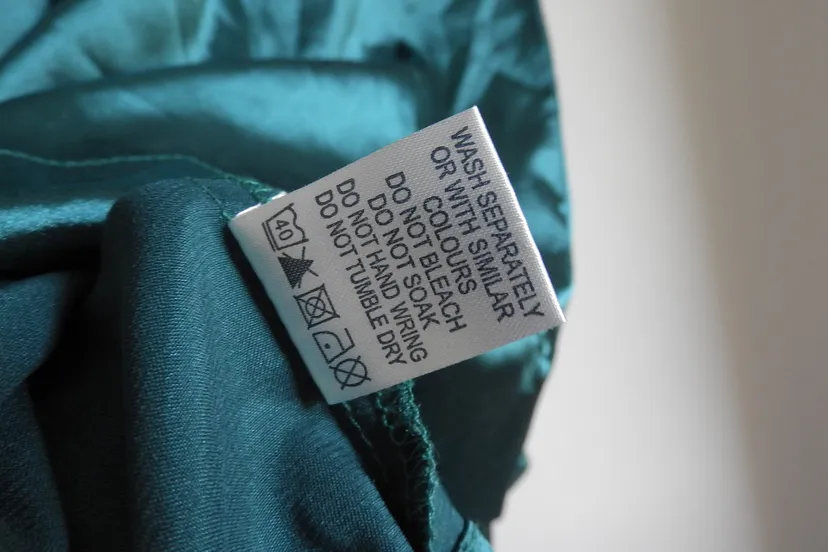 WASH SEPARATELY
OR WITH SIMILAR
COLOURS
DO NOT BLEACH
DO NOT SOAK
DO NOT HAND WRING
DO NOT TUMBLE DRY
40